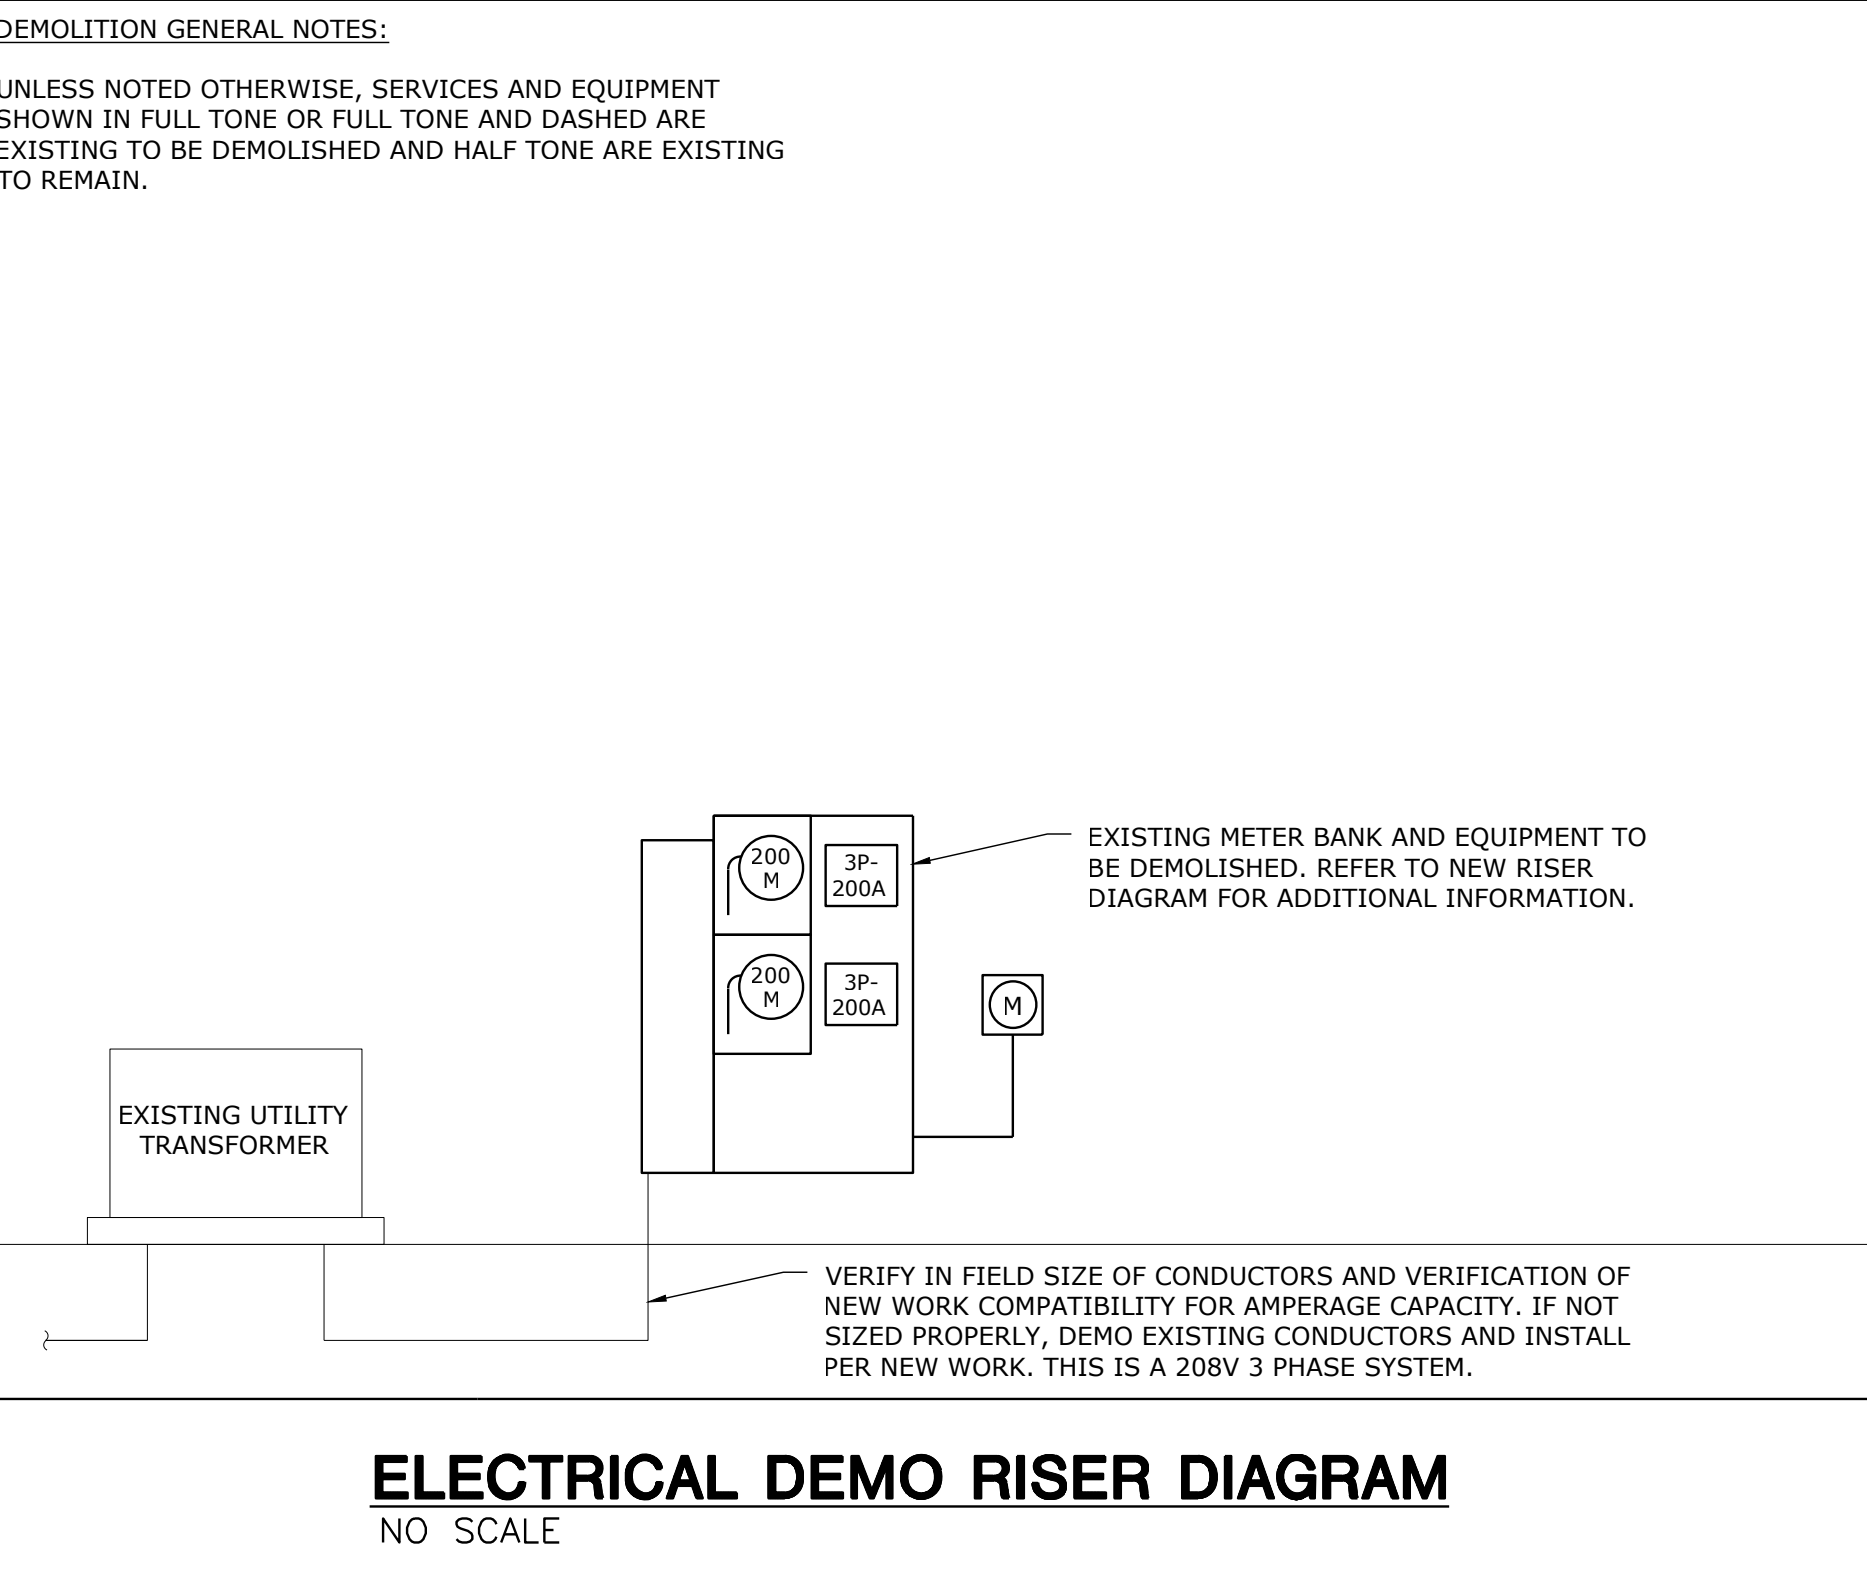 DEMOLITION GENERAL NOTES:
UNLESS NOTED OTHERWISE, SERVICES AND EQUIPMENT
SHOWN IN FULL TONE OR FULL TONE AND DASHED ARE
EXISTING TO BE DEMOLISHED AND HALF TONE ARE EXISTING
TO REMAIN.
200
M
3P-
200A
EXISTING METER BANK AND EQUIPMENT TO
BE DEMOLISHED. REFER TO NEW RISER
DIAGRAM FOR ADDITIONAL INFORMATION.
200
M
3P-
200A
M
EXISTING UTILITY
TRANSFORMER
VERIFY IN FIELD SIZE OF CONDUCTORS AND VERIFICATION OF
NEW WORK COMPATIBILITY FOR AMPERAGE CAPACITY. IF NOT
SIZED PROPERLY, DEMO EXISTING CONDUCTORS AND INSTALL
PER NEW WORK. THIS IS A 208V 3 PHASE SYSTEM.
ELECTRICAL DEMO RISER DIAGRAM
NO SCALE